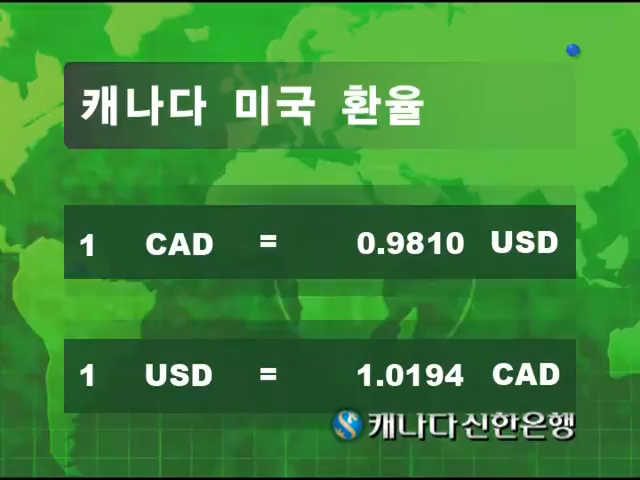 캐나다 미국 환율
1 CAD = 0.9810 USD
1 USD = 1.0194 CAD
캐나다신한은행